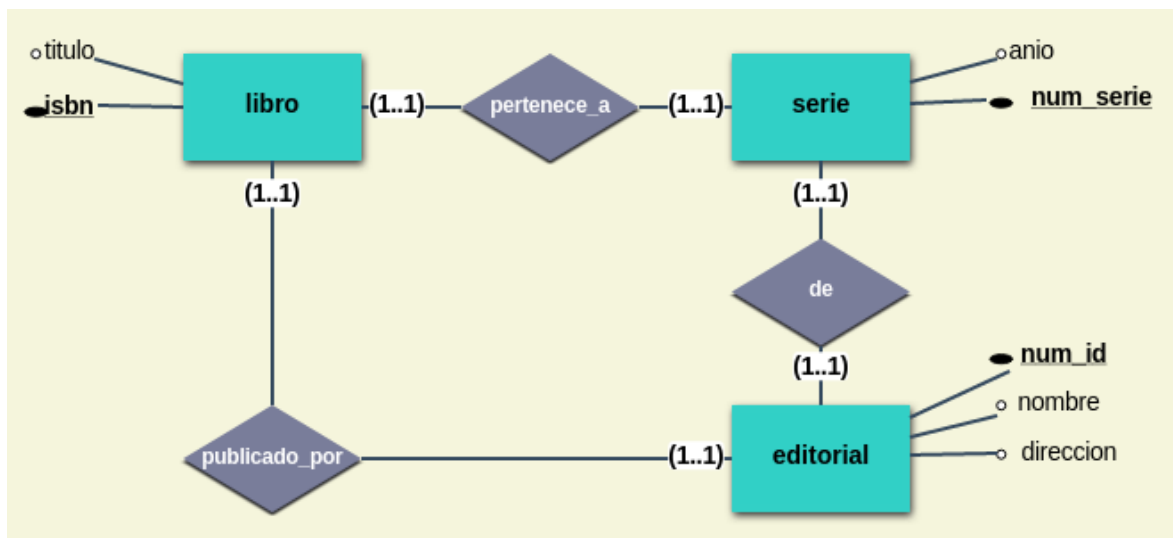 titulo
isbn
libro
(1..1)
pertenece_a
(1..1)
serie
anio
num_serie
(1..1)
(1..1)
de
(1..1)
num_id
nombre
direccion
publicado_por
(1..1)
editorial